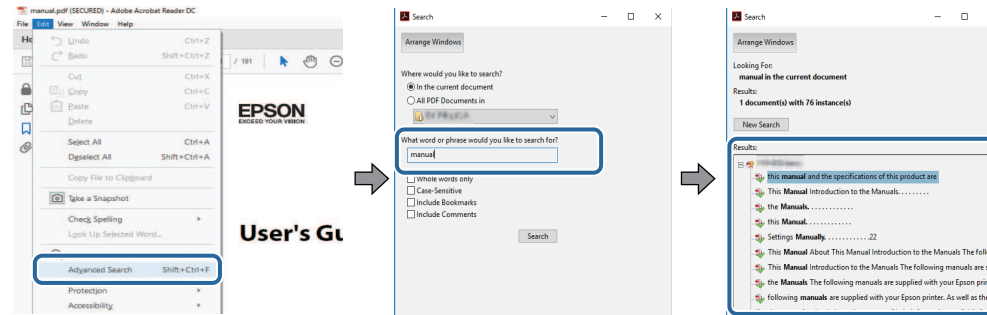 manual.pdf (SECURED) - Adobe Acrobat Reader DC
File Edit View Window Help
Undo Ctrl+Z
Redo Shift+Ctrl+Z
Cut Ctrl+X
Copy Ctrl+C
Paste Ctrl+V
Delete
Select All Ctrl+A
Deselect All Shift+Ctrl+A
Copy File to Clipboard
Take a Snapshot
Check Spelling
Look Up Selected Word...
Advanced Search Shift+Ctrl+F
Protection
Accessibility
/ 191
EPSON
EXCEED YOUR VISION
User's Gu
Search
Arrange Windows
Where would you like to search?
In the current document
All PDF Documents in
What word or phrase would you like to search for?
manual
Whole words only
Case-Sensitive
Include Bookmarks
Include Comments
Search
Search
Arrange Windows
Looking For:
manual in the current document
Results:
1 document(s) with 76 instance(s)
New Search
Results:
this manual and the specifications of this product are
This Manual Introduction to the Manuals. . . . . . . . .
the Manuals. . . . . . . . . . . .
this Manual. . . . . . . . . . . .
Settings Manually. . . . . . . . . . . .22
This Manual About This Manual Introduction to the Manuals The foll
This Manual Introduction to the Manuals The following manuals are s
the Manuals The following manuals are supplied with your Epson prin
following manuals are supplied with your Epson printer. As well as the